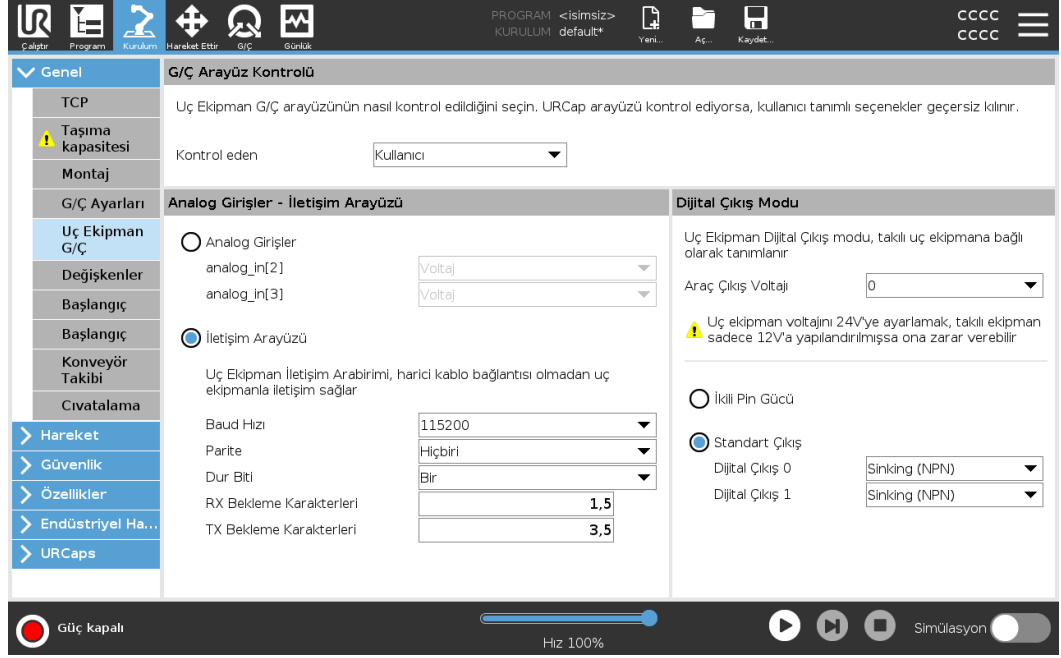 PROGRAM <isimsiz>
KURULUM default*
CCCC
CCCC
Çalıştır
Program
Kurulum
Hareket Ettir
G/Ç
Günlük
Yeni...
Aç...
Kaydet...
Genel
TCP
Taşıma
kapasitesi
Montaj
G/Ç Ayarları
Uç Ekipman
G/Ç
Değişkenler
Başlangıç
Başlangıç
Konveyör
Takibi
Cıvatalama
Hareket
Güvenlik
Özellikler
Endüstriyel Ha...
URCaps
G/Ç Arayüz Kontrolü
Uç Ekipman G/Ç arayüzünün nasıl kontrol edildiğini seçin. URCap arayüzü kontrol ediyorsa, kullanıcı tanımlı seçenekler geçersiz kılınır.
Kontrol eden
Kullanıcı
Analog Girişler - İletişim Arayüzü
Analog Girişler
analog_in[2] Voltaj
analog_in[3] Voltaj
İletişim Arayüzü
Uç Ekipman İletişim Arabirimi, harici kablo bağlantısı olmadan uç
ekipmanla iletişim sağlar
Baud Hızı 115200
Parite Hiçbiri
Dur Biti Bir
RX Bekleme Karakterleri 1,5
TX Bekleme Karakterleri 3,5
Dijital Çıkış Modu
Uç Ekipman Dijital Çıkış modu, takılı uç ekipmana bağlı
olarak tanımlanır
Araç Çıkış Voltajı 0
Uç ekipman voltajını 24V'ye ayarlamak, takılı ekipman
sadece 12V'a yapılandırılmışsa ona zarar verebilir
İkili Pin Gücü
Standart Çıkış
Dijital Çıkış 0 Sinking (NPN)
Dijital Çıkış 1 Sinking (NPN)
Güç kapalı
Hız 100%
Simülasyon